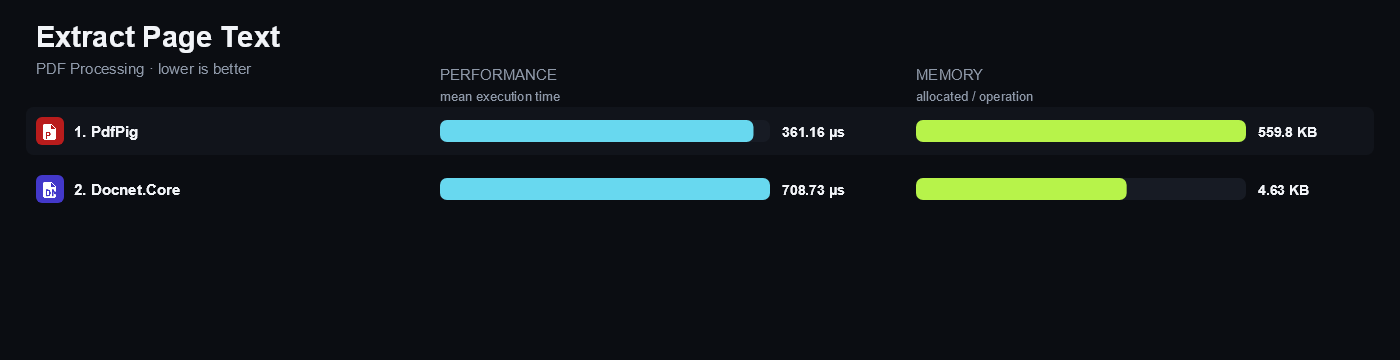 Extract Page Text
PDF Processing · lower is better
PERFORMANCE
mean execution time
MEMORY
allocated / operation
P
1. PdfPig
361.16 µs
559.8 KB
DN
2. Docnet.Core
708.73 µs
4.63 KB